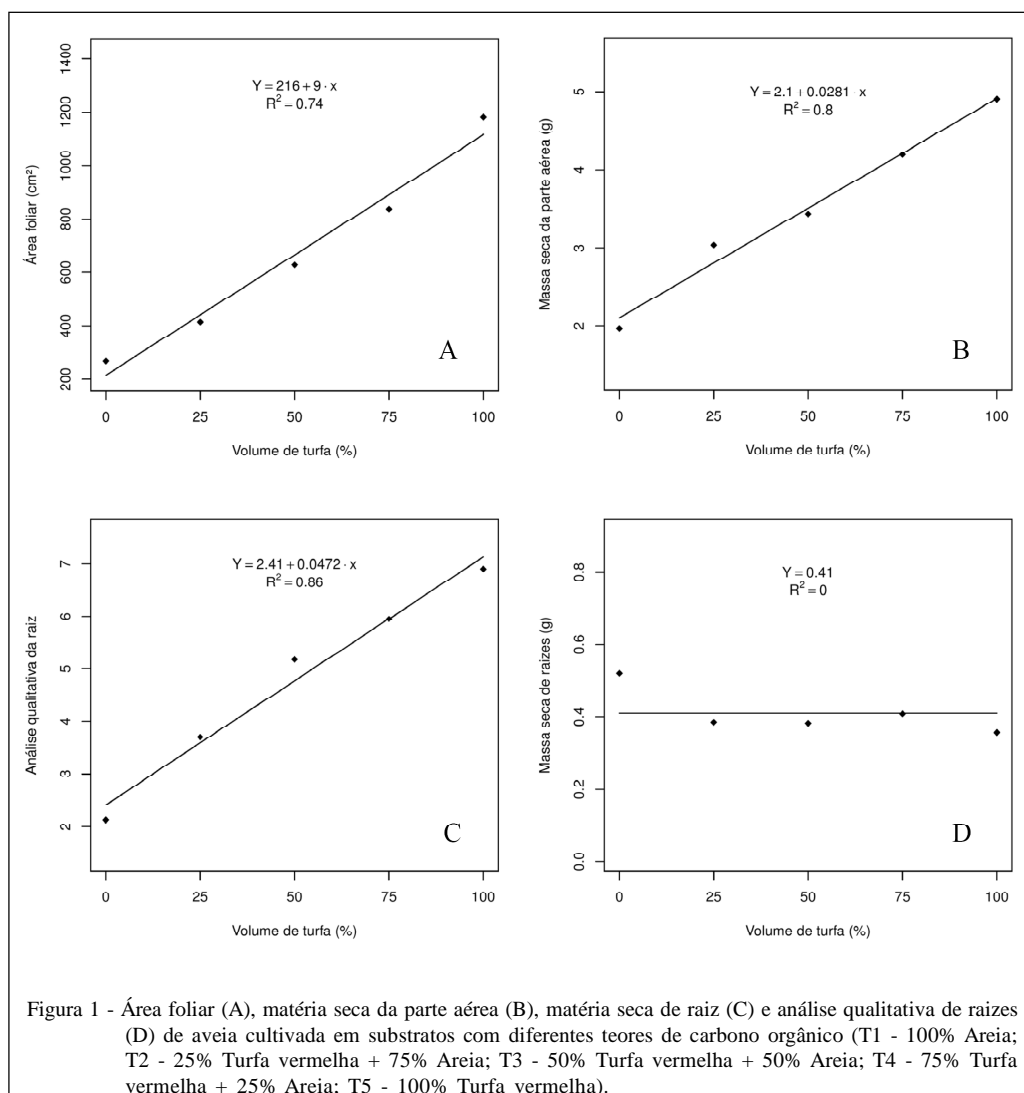 Y = 216 + 9 · x
R² – 0.74
Área foliar (cm²)
200 400 600 800 1000 1200 1400
0 25 50 75 100
Volume de turfa (%)
A
Y = 2.1 + 0.0281 · x
R² = 0.8
Massa seca da parte aérea (g)
2 3 4 5
0 25 50 75 100
Volume de turfa (%)
B
Y = 2.41 + 0.0472 · x
R² = 0.86
Análise qualitativa da raiz
2 3 4 5 6 7
0 25 50 75 100
Volume de turfa (%)
C
Y = 0.41
R² = 0
Massa seca de raizes (g)
0.0 0.2 0.4 0.6 0.8
0 25 50 75 100
Volume de turfa (%)
D
Figura 1 - Área foliar (A), matéria seca da parte aérea (B), matéria seca de raiz (C) e análise qualitativa de raizes
(D) de aveia cultivada em substratos com diferentes teores de carbono orgânico (T1 - 100% Areia;
T2 - 25% Turfa vermelha + 75% Areia; T3 - 50% Turfa vermelha + 50% Areia; T4 - 75% Turfa
vermelha + 25% Areia; T5 - 100% Turfa vermelha).